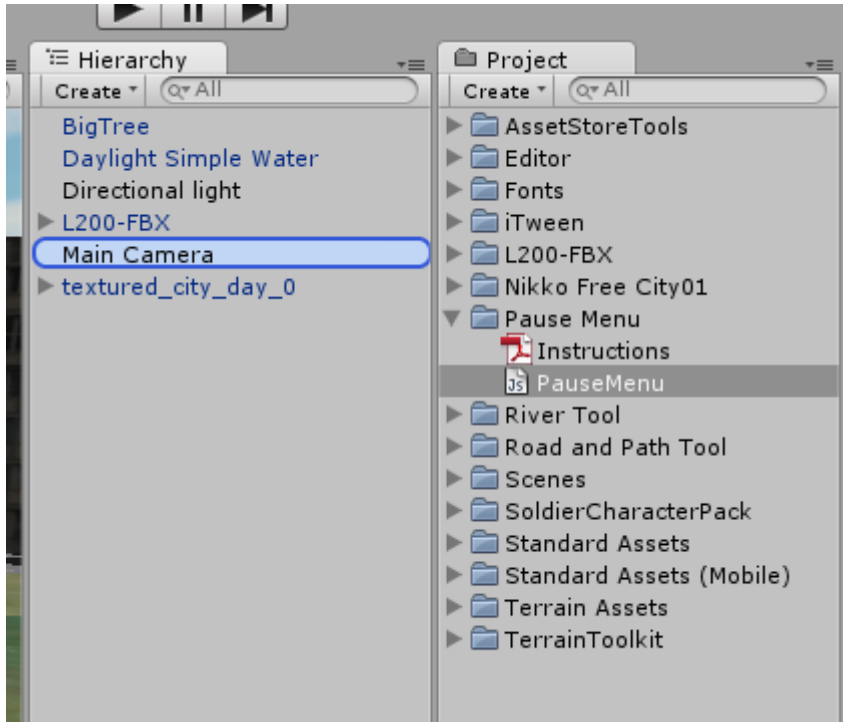 Hierarchy
Create
All
BigTree
Daylight Simple Water
Directional light
L200-FBX
Main Camera
textured_city_day_0
Project
Create
All
AssetStoreTools
Editor
Fonts
iTween
L200-FBX
Nikko Free City01
Pause Menu
Instructions
Js PauseMenu
River Tool
Road and Path Tool
Scenes
SoldierCharacterPack
Standard Assets
Standard Assets (Mobile)
Terrain Assets
TerrainToolkit